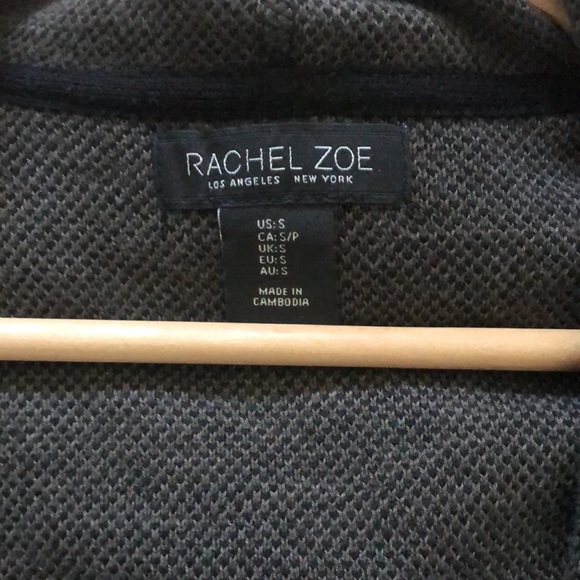 RACHEL ZOE
LOS ANGELES NEW YORK
US: S
CA: S/P
UK: S
EU: S
AU: S
MADE IN
CAMBODIA